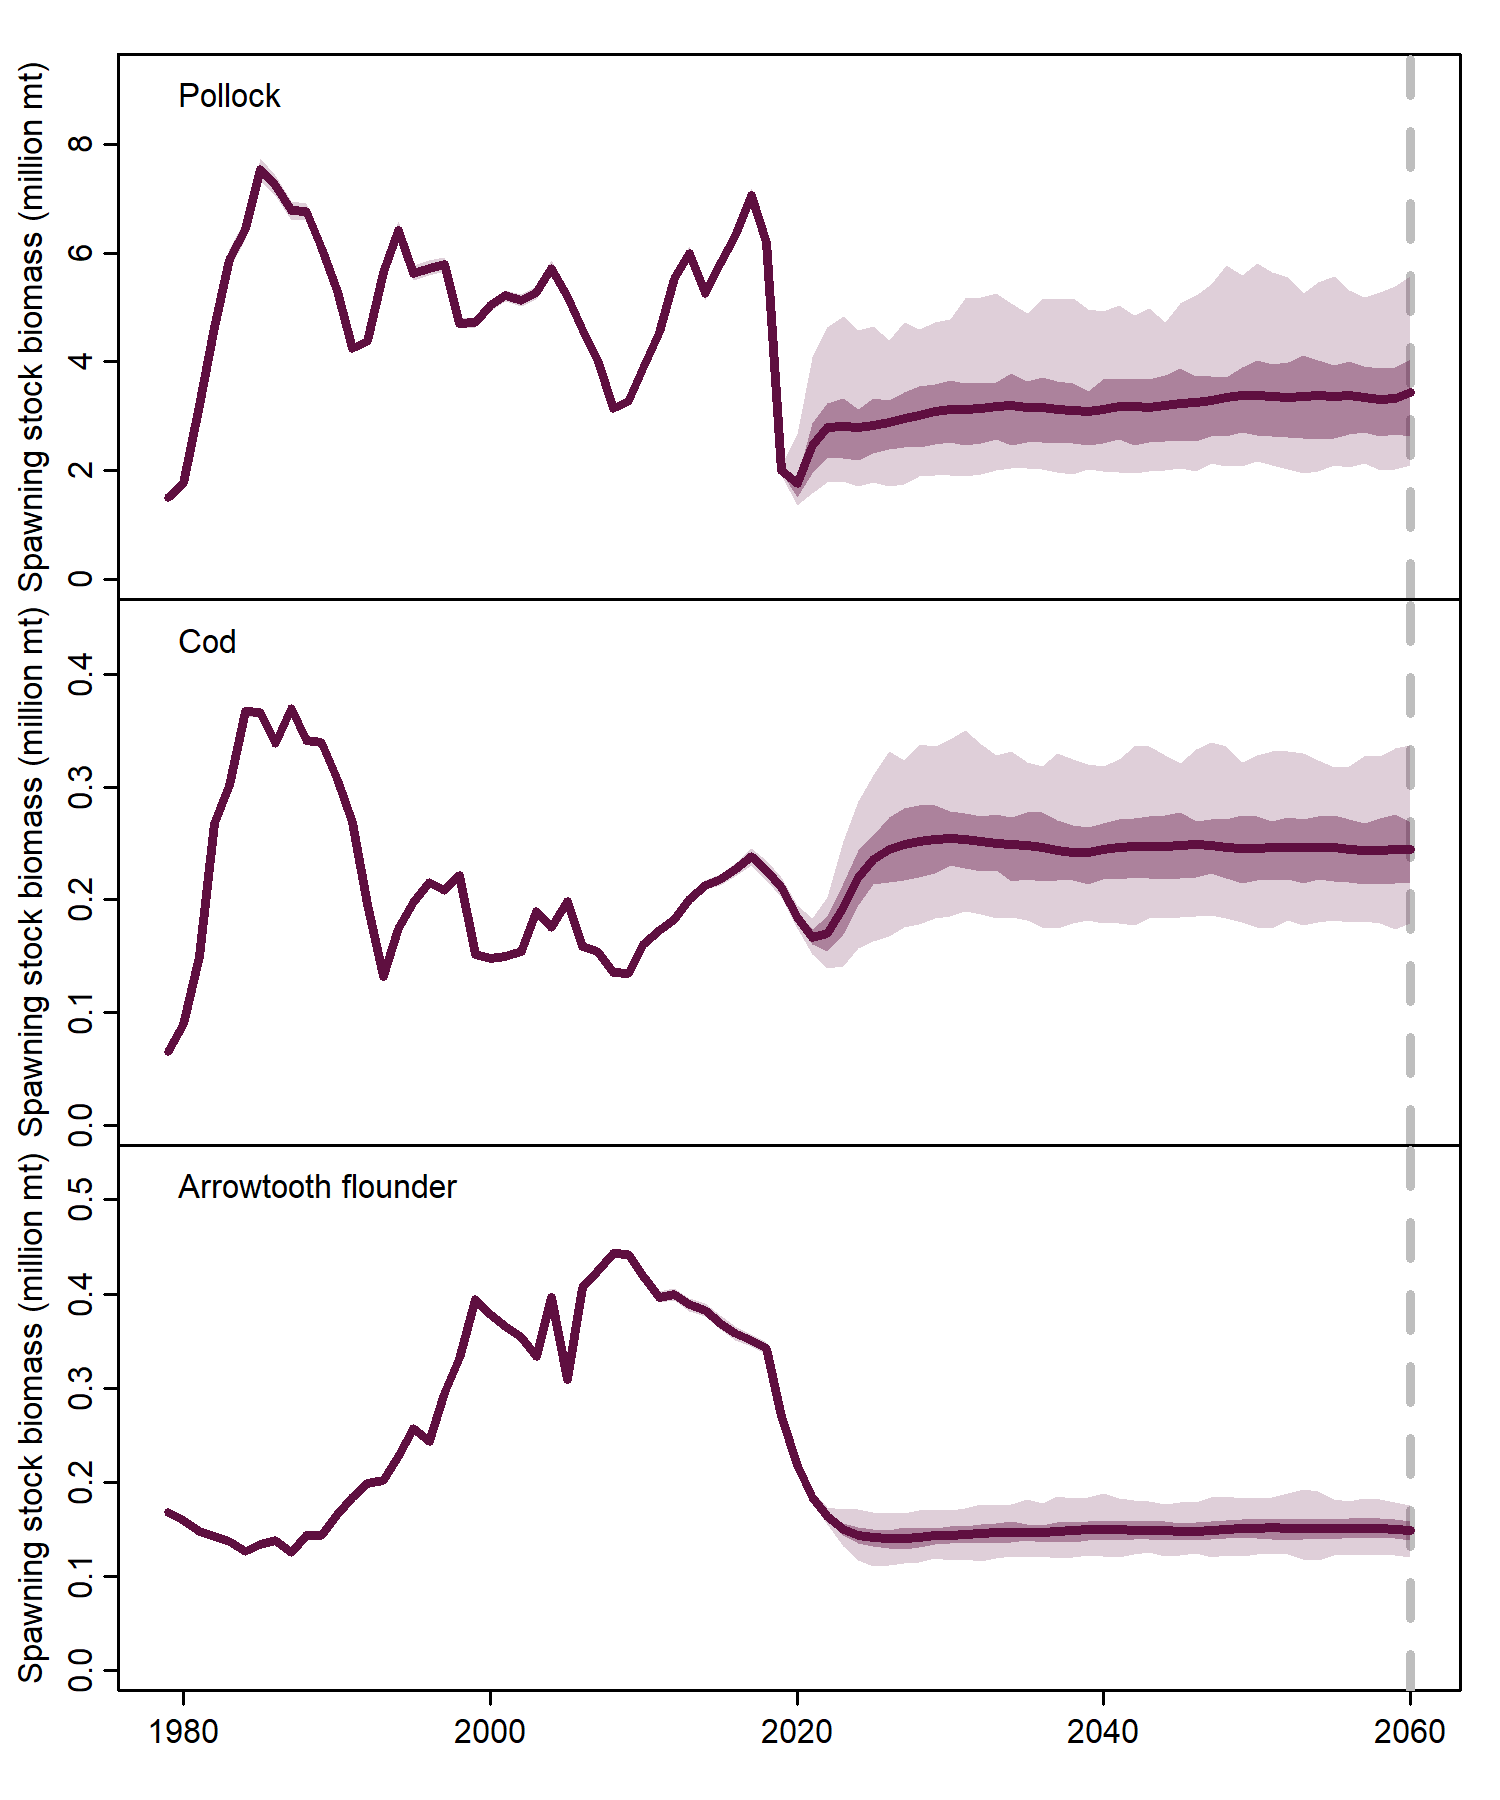 Pollock
Spawning stock biomass (million mt)
8
6
4
2
0
Cod
Spawning stock biomass (million mt)
0.4
0.3
0.2
0.1
0.0
Arrowtooth flounder
Spawning stock biomass (million mt)
0.5
0.4
0.3
0.2
0.1
0.0
1980 2000 2020 2040 2060